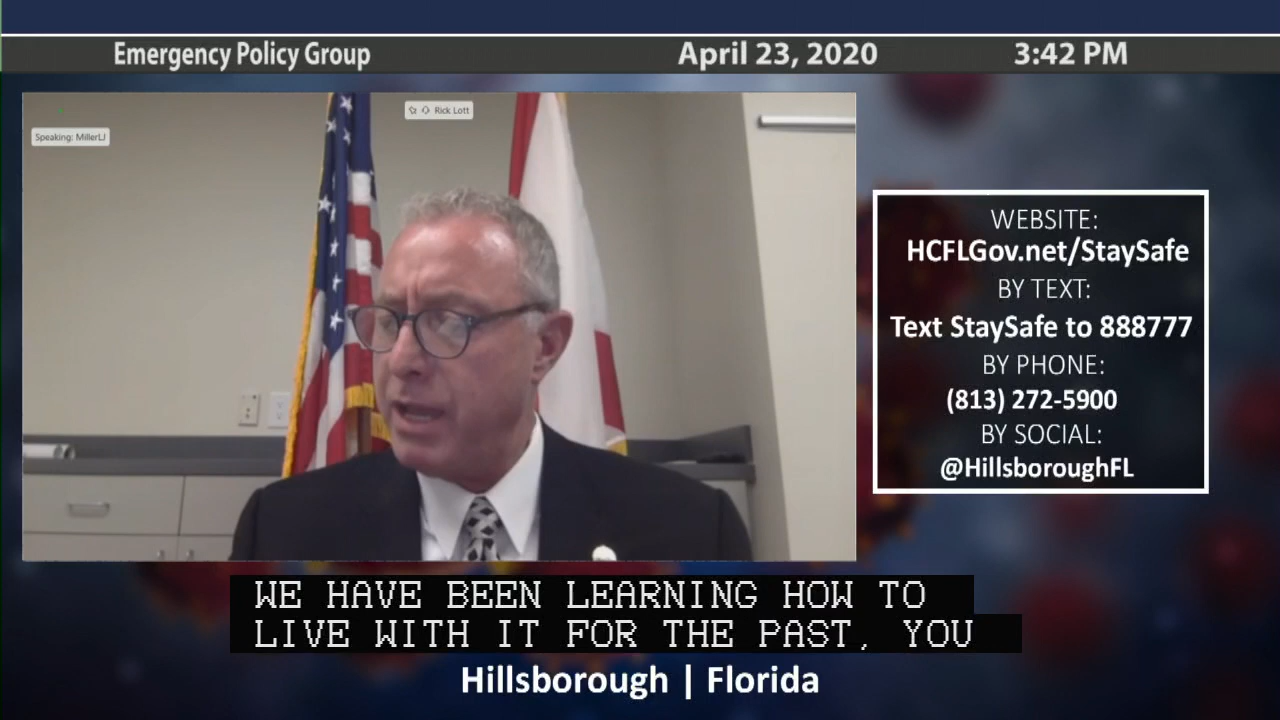 Emergency Policy Group April 23, 2020 3:42 PM
Rick Lott
Speaking: MillerLJ
WEBSITE:
HCFLGov.net/StaySafe
BY TEXT:
Text StaySafe to 888777
BY PHONE:
(813) 272-5900
BY SOCIAL:
@HillsboroughFL
WE HAVE BEEN LEARNING HOW TO
LIVE WITH IT FOR THE PAST, YOU
Hillsborough | Florida